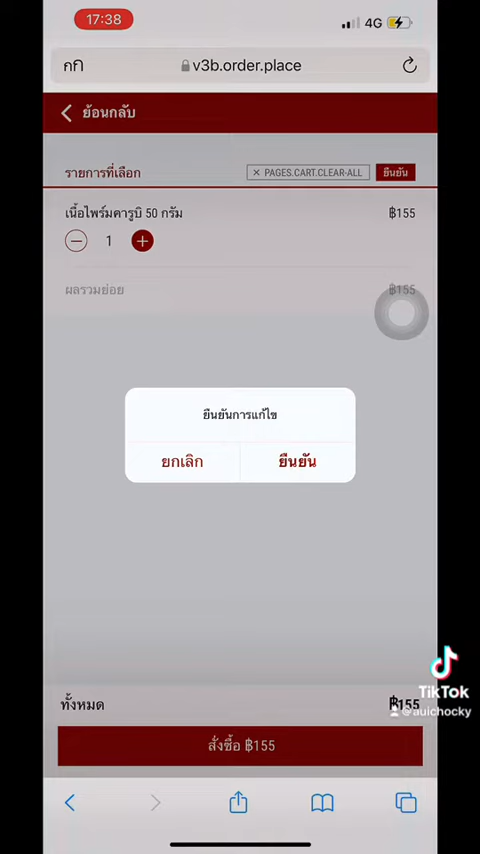 17:38
4G
กก
v3b.order.place
ย้อนกลับ
รายการที่เลือก
× PAGES.CART.CLEAR-ALL
ยืนยัน
เนื้อไพร์มคารูบิ 50 กรัม
฿155
1
ผลรวมย่อย
฿155
ยืนยันการแก้ไข
ยกเลิก
ยืนยัน
ทั้งหมด
฿155
TikTok
@auichocky
สั่งซื้อ ฿155